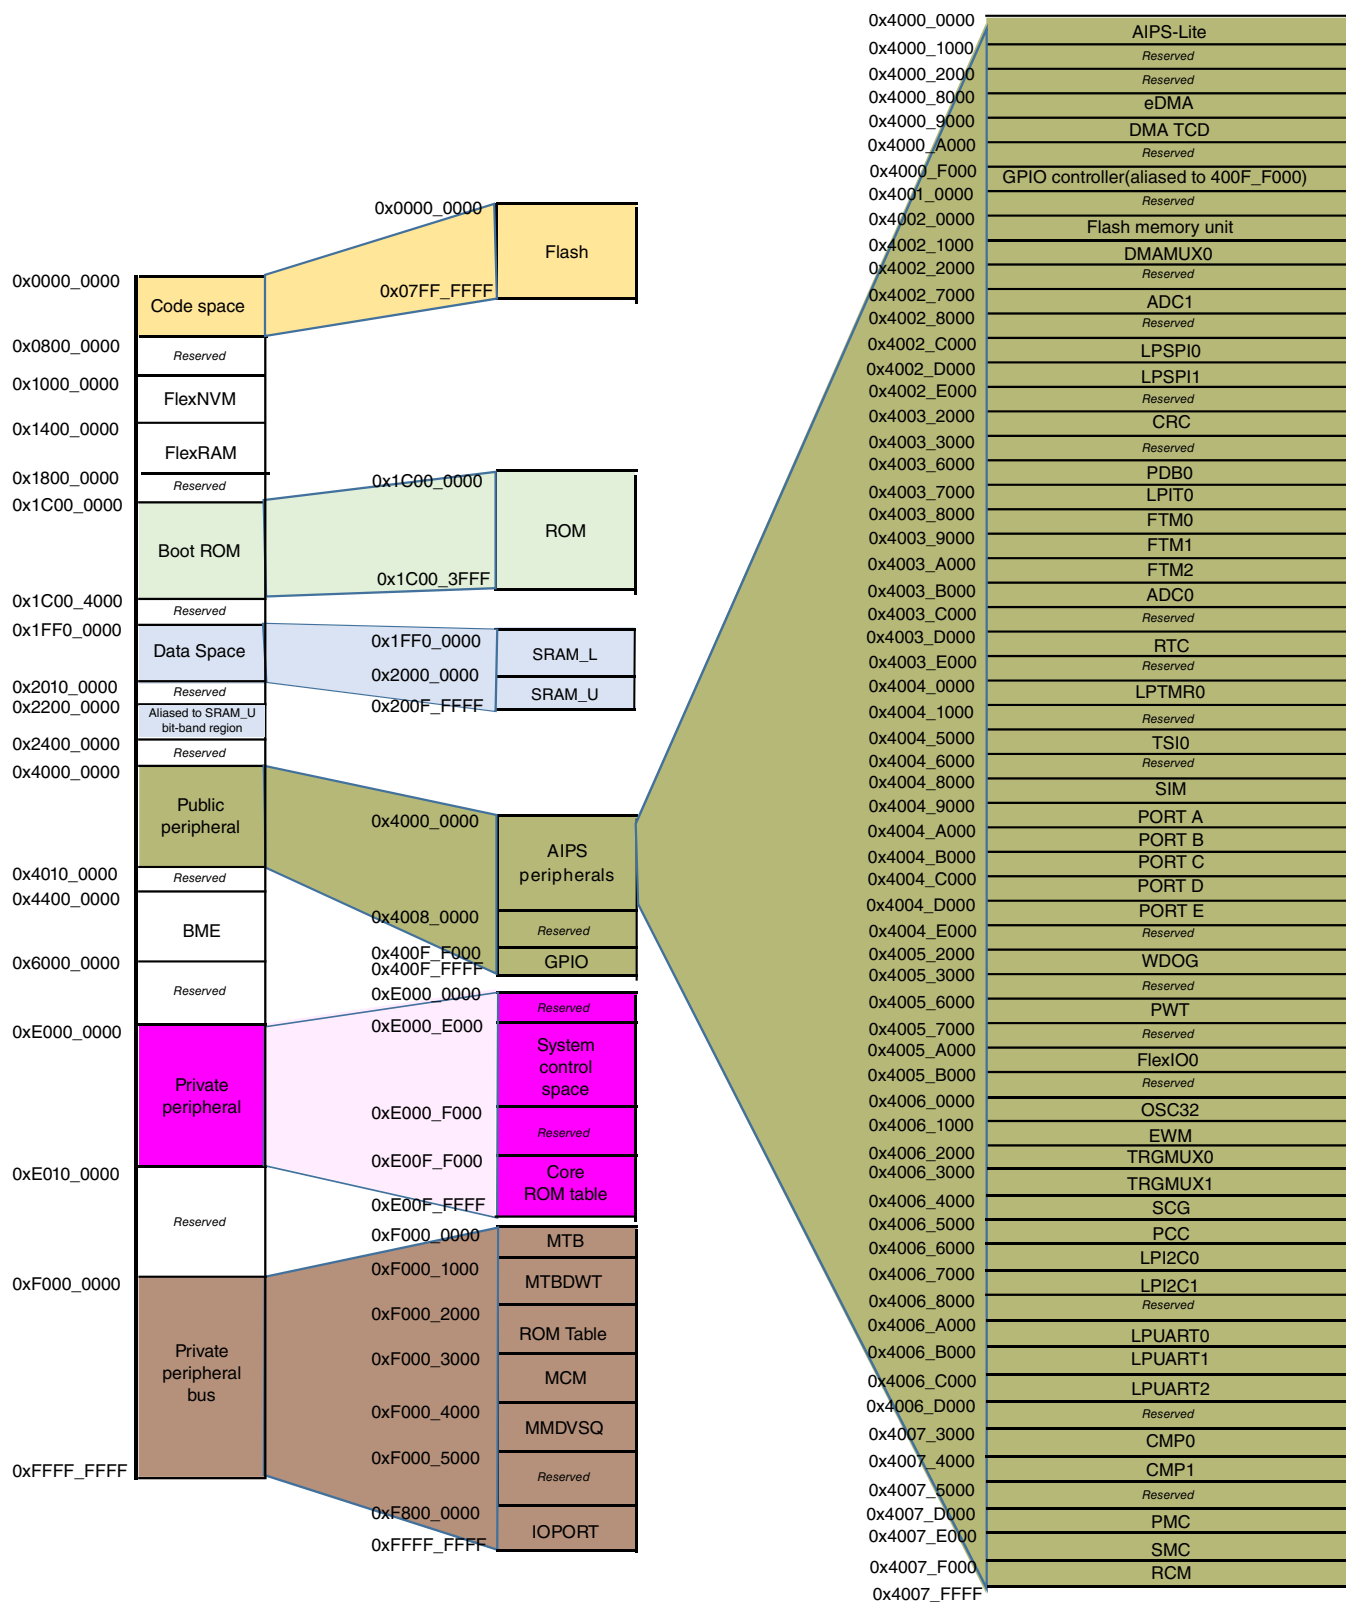 0x0000_0000
Code space
0x0800_0000
Reserved
0x1000_0000
FlexNVM
0x1400_0000
FlexRAM
0x1800_0000
Reserved
0x1C00_0000
Boot ROM
0x1C00_4000
Reserved
0x1FF0_0000
Data Space
0x2010_0000
Reserved
0x2200_0000
Aliased to SRAM_U
bit-band region
0x2400_0000
Reserved
0x4000_0000
Public
peripheral
0x4010_0000
Reserved
0x4400_0000
BME
0x6000_0000
Reserved
0xE000_0000
Private
peripheral
0xE010_0000
Reserved
0xF000_0000
Private
peripheral
bus
0xFFFF_FFFF
0x0000_0000
Flash
0x07FF_FFFF
0x1C00_0000
ROM
0x1C00_3FFF
0x1FF0_0000
SRAM_L
0x2000_0000
SRAM_U
0x200F_FFFF
0x4000_0000
AIPS
peripherals
0x4008_0000
Reserved
0x400F_F000
GPIO
0x400F_FFFF
0xE000_0000
Reserved
0xE000_E000
System
control
space
0xE000_F000
Reserved
0xE00F_F000
Core
ROM table
0xE00F_FFFF
0xF000_0000
MTB
0xF000_1000
MTBDWT
0xF000_2000
ROM Table
0xF000_3000
MCM
0xF000_4000
MMDVSQ
0xF000_5000
Reserved
0xF800_0000
IOPORT
0xFFFF_FFFF
0x4000_0000
AIPS-Lite
0x4000_1000
Reserved
0x4000_2000
Reserved
0x4000_8000
eDMA
0x4000_9000
DMA TCD
0x4000_A000
Reserved
0x4000_F000
GPIO controller(aliased to 400F_F000)
0x4001_0000
Reserved
0x4002_0000
Flash memory unit
0x4002_1000
DMAMUX0
0x4002_2000
Reserved
0x4002_7000
ADC1
0x4002_8000
Reserved
0x4002_C000
LPSPI0
0x4002_D000
LPSPI1
0x4002_E000
Reserved
0x4003_2000
CRC
0x4003_3000
Reserved
0x4003_6000
PDB0
0x4003_7000
LPIT0
0x4003_8000
FTM0
0x4003_9000
FTM1
0x4003_A000
FTM2
0x4003_B000
ADC0
0x4003_C000
Reserved
0x4003_D000
RTC
0x4003_E000
Reserved
0x4004_0000
LPTMR0
0x4004_1000
Reserved
0x4004_5000
TSI0
0x4004_6000
Reserved
0x4004_8000
SIM
0x4004_9000
PORT A
0x4004_A000
PORT B
0x4004_B000
PORT C
0x4004_C000
PORT D
0x4004_D000
PORT E
0x4004_E000
Reserved
0x4005_2000
WDOG
0x4005_3000
Reserved
0x4005_6000
PWT
0x4005_7000
Reserved
0x4005_A000
FlexIO0
0x4005_B000
Reserved
0x4006_0000
OSC32
0x4006_1000
EWM
0x4006_2000
TRGMUX0
0x4006_3000
TRGMUX1
0x4006_4000
SCG
0x4006_5000
PCC
0x4006_6000
LPI2C0
0x4006_7000
LPI2C1
0x4006_8000
Reserved
0x4006_A000
LPUART0
0x4006_B000
LPUART1
0x4006_C000
LPUART2
0x4006_D000
Reserved
0x4007_3000
CMP0
0x4007_4000
CMP1
0x4007_5000
Reserved
0x4007_D000
PMC
0x4007_E000
SMC
0x4007_F000
RCM
0x4007_FFFF